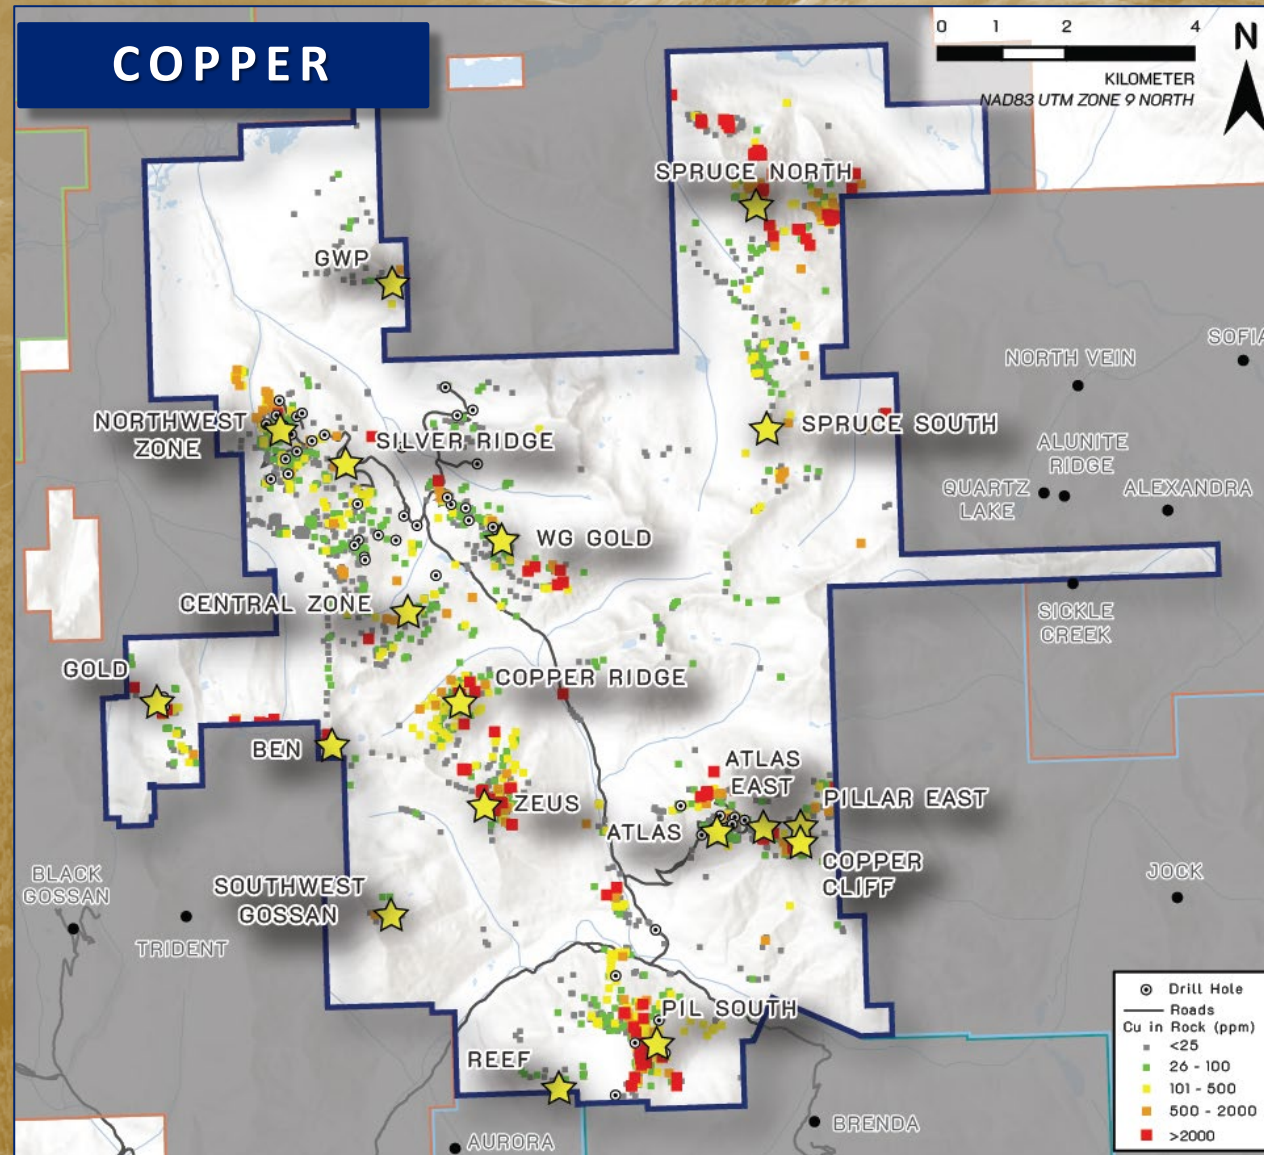 COPPER
0 1 2 4
KILOMETER
NAD83 UTM ZONE 9 NORTH
N
SPRUCE NORTH
GWP
SOFIA
NORTH VEIN
NORTHWEST
ZONE
SILVER RIDGE
SPRUCE SOUTH
ALUNITE
RIDGE
QUARTZ
LAKE
ALEXANDRA
WG GOLD
CENTRAL ZONE
SICKLE
CREEK
GOLD
COPPER RIDGE
BEN
ATLAS
EAST
ZEUS
PILLAR EAST
ATLAS
COPPER
CLIFF
BLACK
GOSSAN
SOUTHWEST
GOSSAN
JOCK
TRIDENT
PIL SOUTH
REEF
BRENDA
AURORA
Drill Hole
Roads
Cu in Rock (ppm)
<25
26 - 100
101 - 500
500 - 2000
>2000